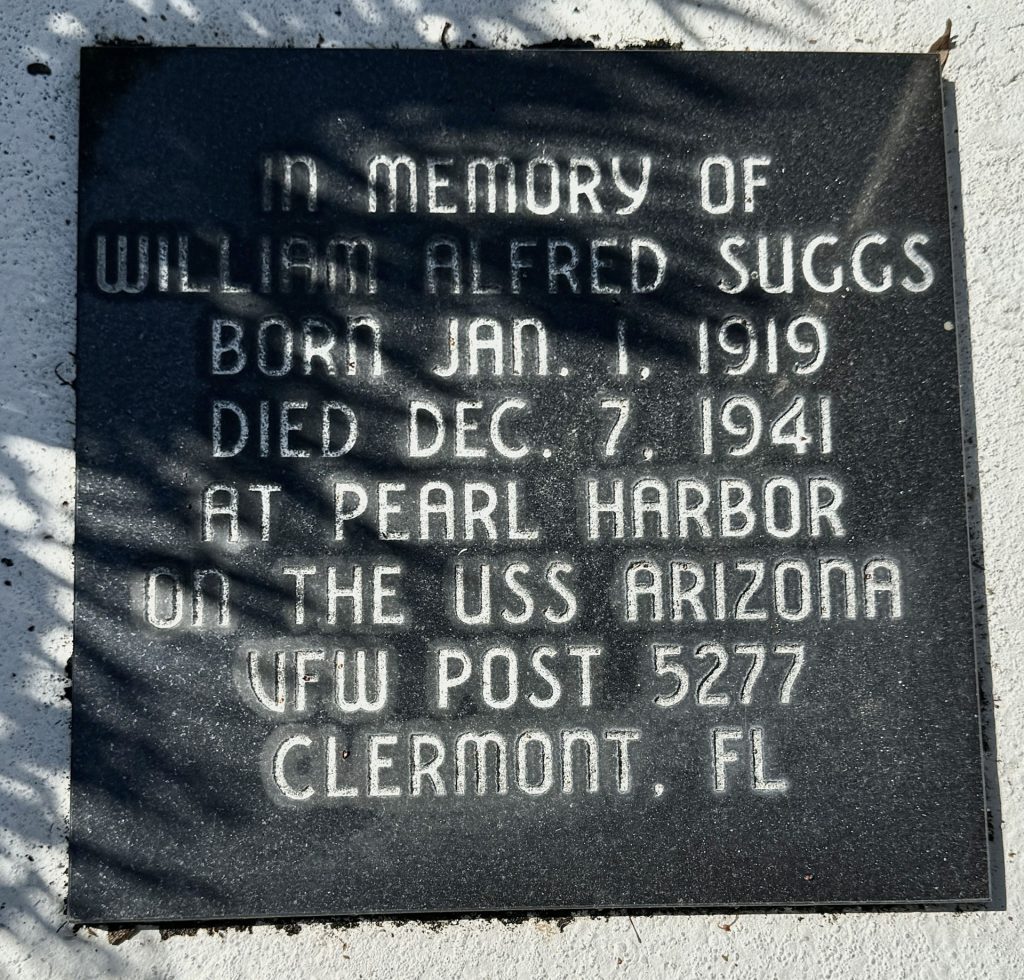 IN MEMORY OF
WILLIAM ALFRED SUGGS
BORN JAN. 1, 1919
DIED DEC. 7, 1941
AT PEARL HARBOR
ON THE USS ARIZONA
VFW POST 5277
CLERMONT, FL